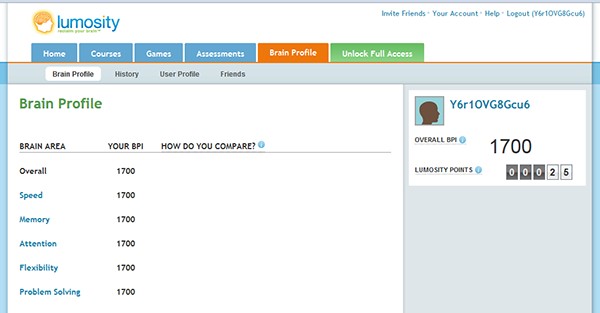 Invite Friends · Your Account · Help · Logout (Y6r1OVG8Gcu6)
lumosity
reclaim your brain™
Home Courses Games Assessments Brain Profile Unlock Full Access
Brain Profile History User Profile Friends
Brain Profile
BRAIN AREA YOUR BPI HOW DO YOU COMPARE?
Overall 1700
Speed 1700
Memory 1700
Attention 1700
Flexibility 1700
Problem Solving 1700
Y6r1OVG8Gcu6
OVERALL BPI 1700
LUMOSITY POINTS 0 0 0 2 5